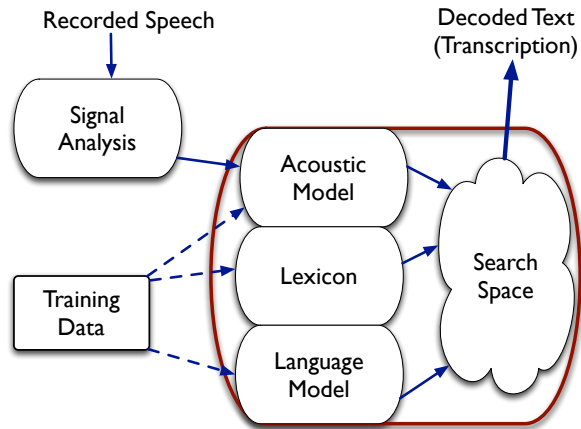 Recorded Speech
Decoded Text
(Transcription)
Signal
Analysis
Acoustic
Model
Lexicon
Search
Space
Training
Data
Language
Model